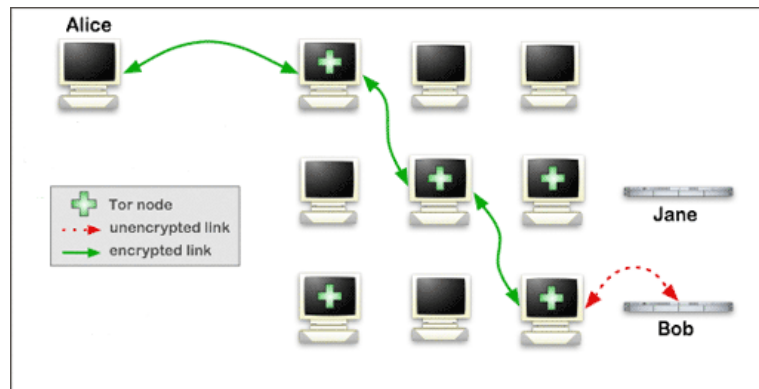 Alice
Tor node
unencrypted link
encrypted link
Jane
Bob